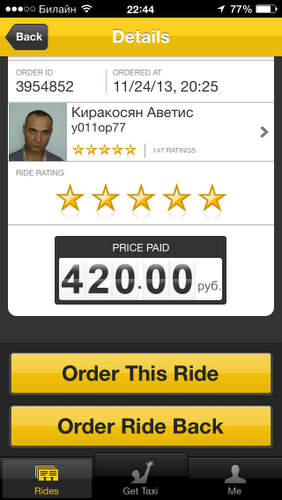 Билайн 22:44 71 %
Back Details
ORDER ID ORDERED AT
3954852 11/24/13, 20:25
Киракосян Аветис
у011ор77
147 RATINGS
RIDE RATING
PRICE PAID
420.00 руб.
Order This Ride
Order Ride Back
Rides Get Taxi Me